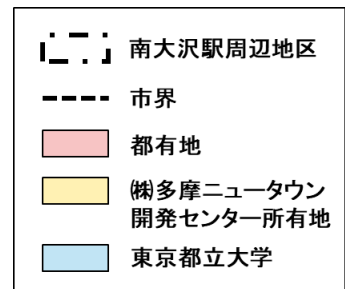 南大沢駅周辺地区
市界
都有地
㈱多摩ニュータウン
開発センター所有地
東京都立大学